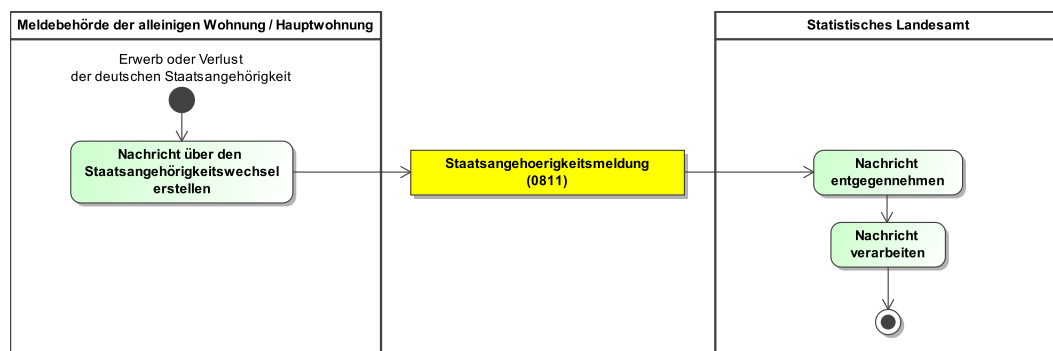 Meldebehörde der alleinigen Wohnung / Hauptwohnung
Erwerb oder Verlust
der deutschen Staatsangehörigkeit
Nachricht über den
Staatsangehörigkeitswechsel
erstellen
Staatsangehoerigkeitsmeldung
(0811)
Statistisches Landesamt
Nachricht
entgegennehmen
Nachricht
verarbeiten